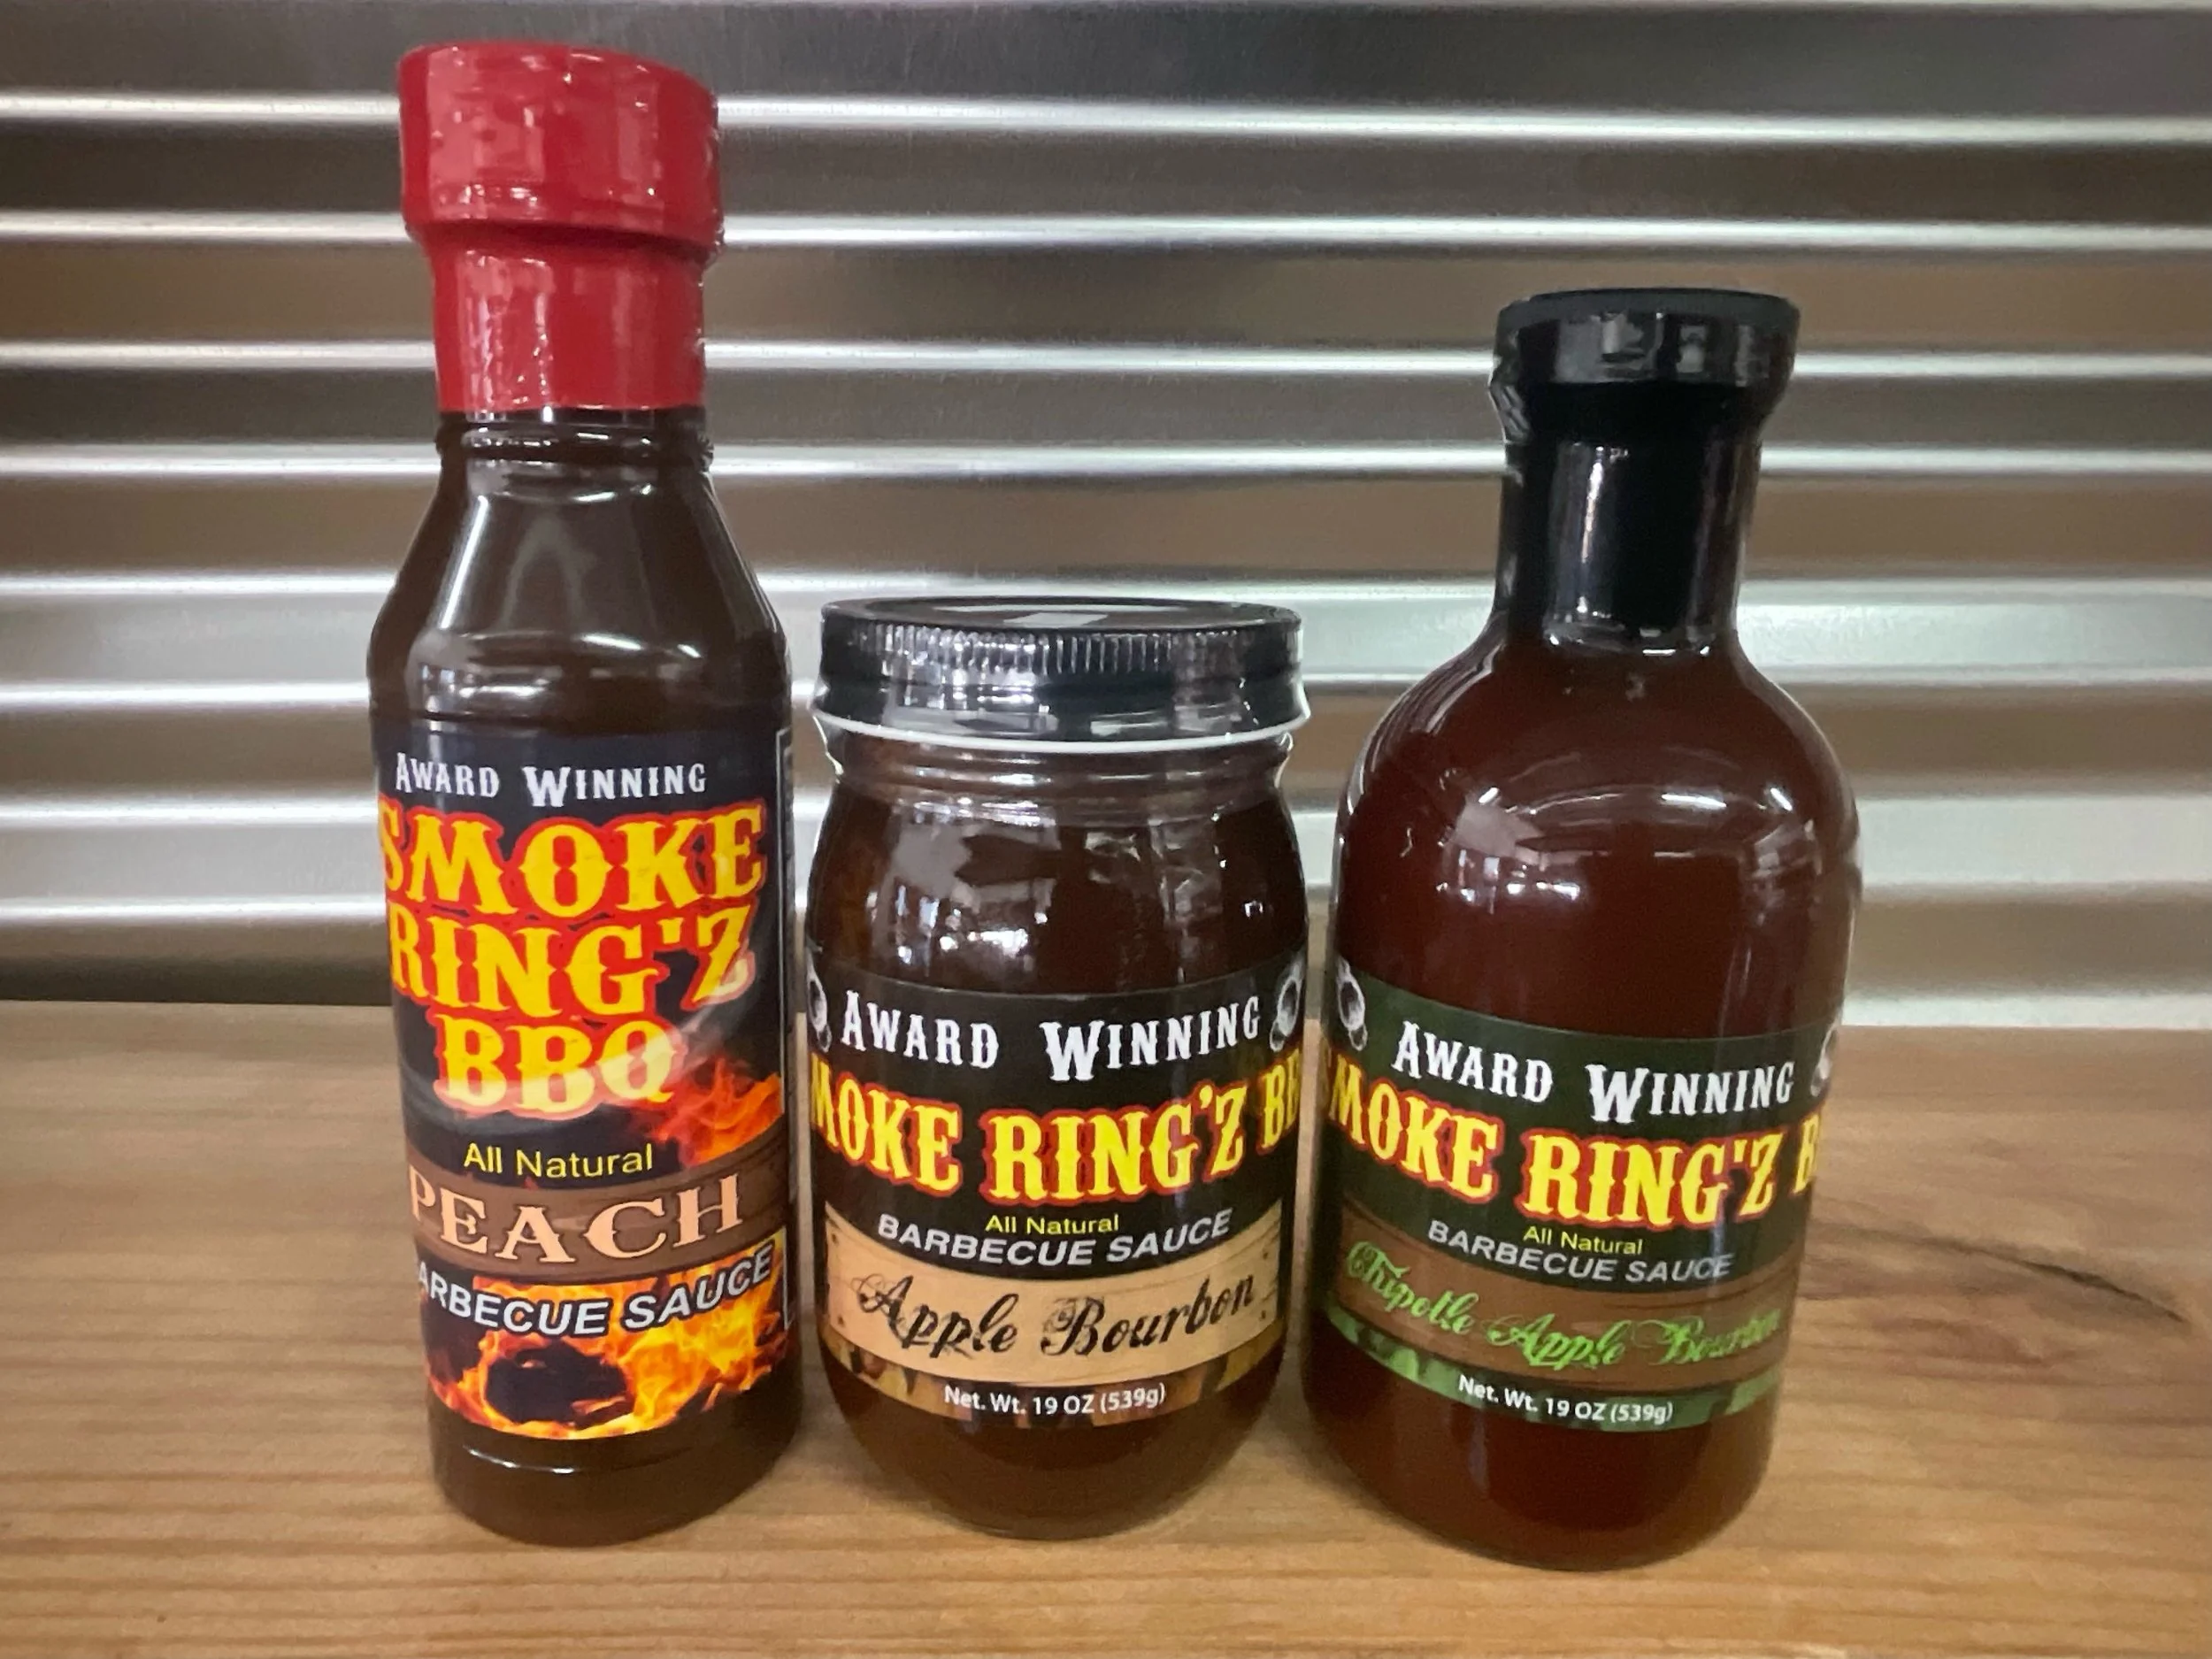 AWARD WINNING
SMOKE
RING'Z
BBQ
All Natural
PEACH
BARBECUE SAUCE
AWARD WINNING
MOKE RING'Z BB
All Natural
BARBECUE SAUCE
Apple Bourbon
Net. Wt. 19 OZ (539g)
AWARD WINNING
MOKE RING'Z B
All Natural
BARBECUE SAUCE
Chipotle Apple Bourbon
Net. Wt. 19 OZ (539g)